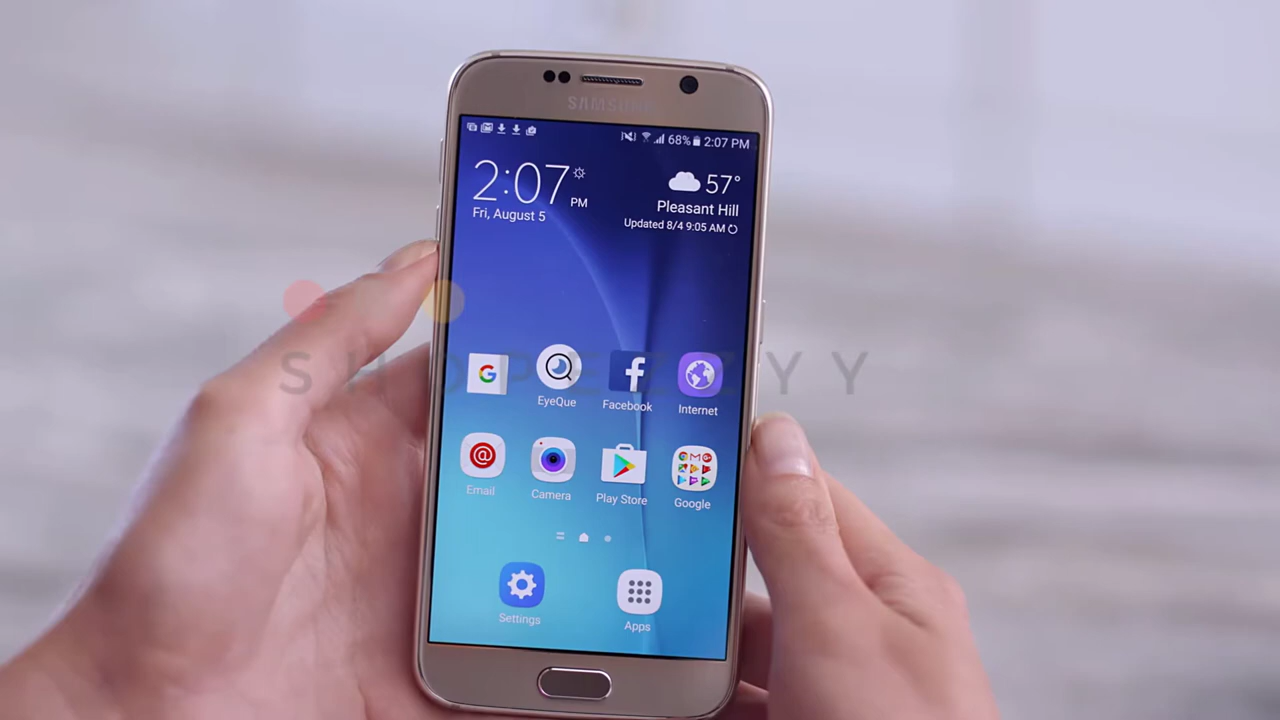 SAMSUNG
68% 2:07 PM
2:07 PM
Fri, August 5
57°
Pleasant Hill
Updated 8/4 9:05 AM
SHOPEZZYY
G
EyeQue
f
Facebook
Internet
@
Email
Camera
Play Store
Google
Settings
Apps